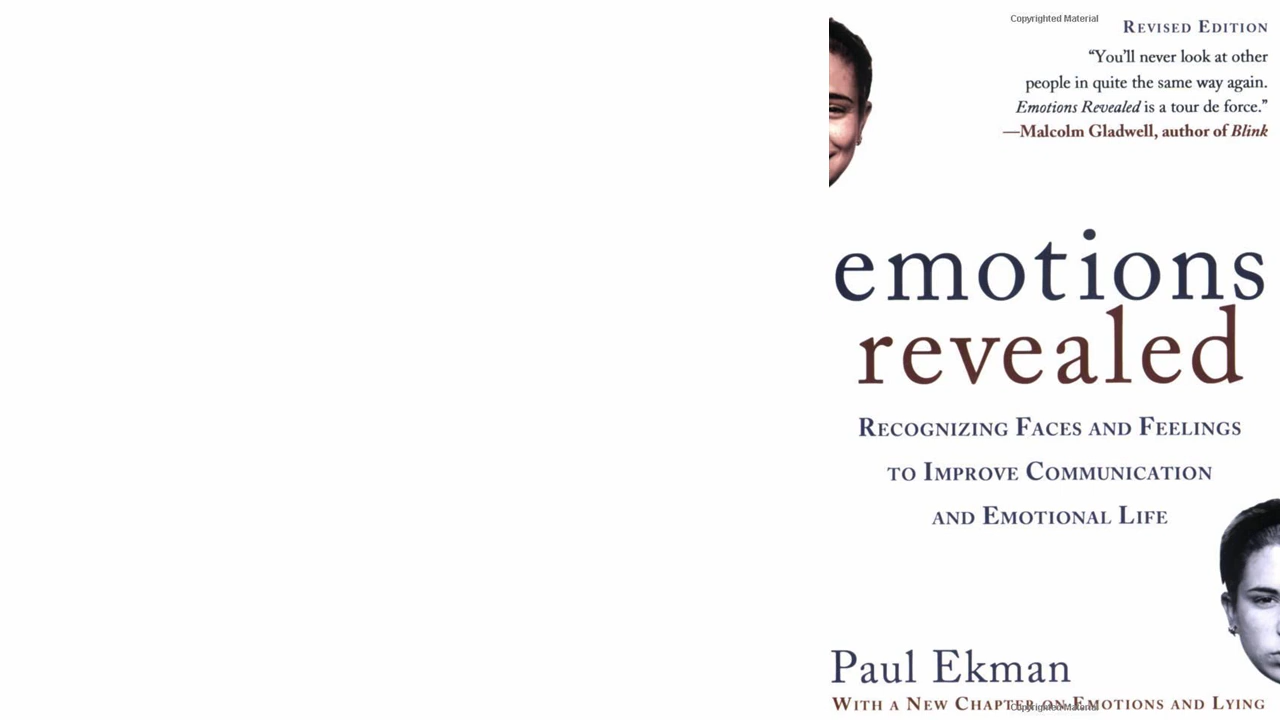 Copyrighted Material
REVISED EDITION
“You’ll never look at other
people in quite the same way again.
Emotions Revealed is a tour de force.”
—Malcolm Gladwell, author of Blink
emotions
revealed
RECOGNIZING FACES AND FEELINGS
TO IMPROVE COMMUNICATION
AND EMOTIONAL LIFE
Paul Ekman
WITH A NEW CHAPTER ON EMOTIONS AND LYING
Copyrighted Material